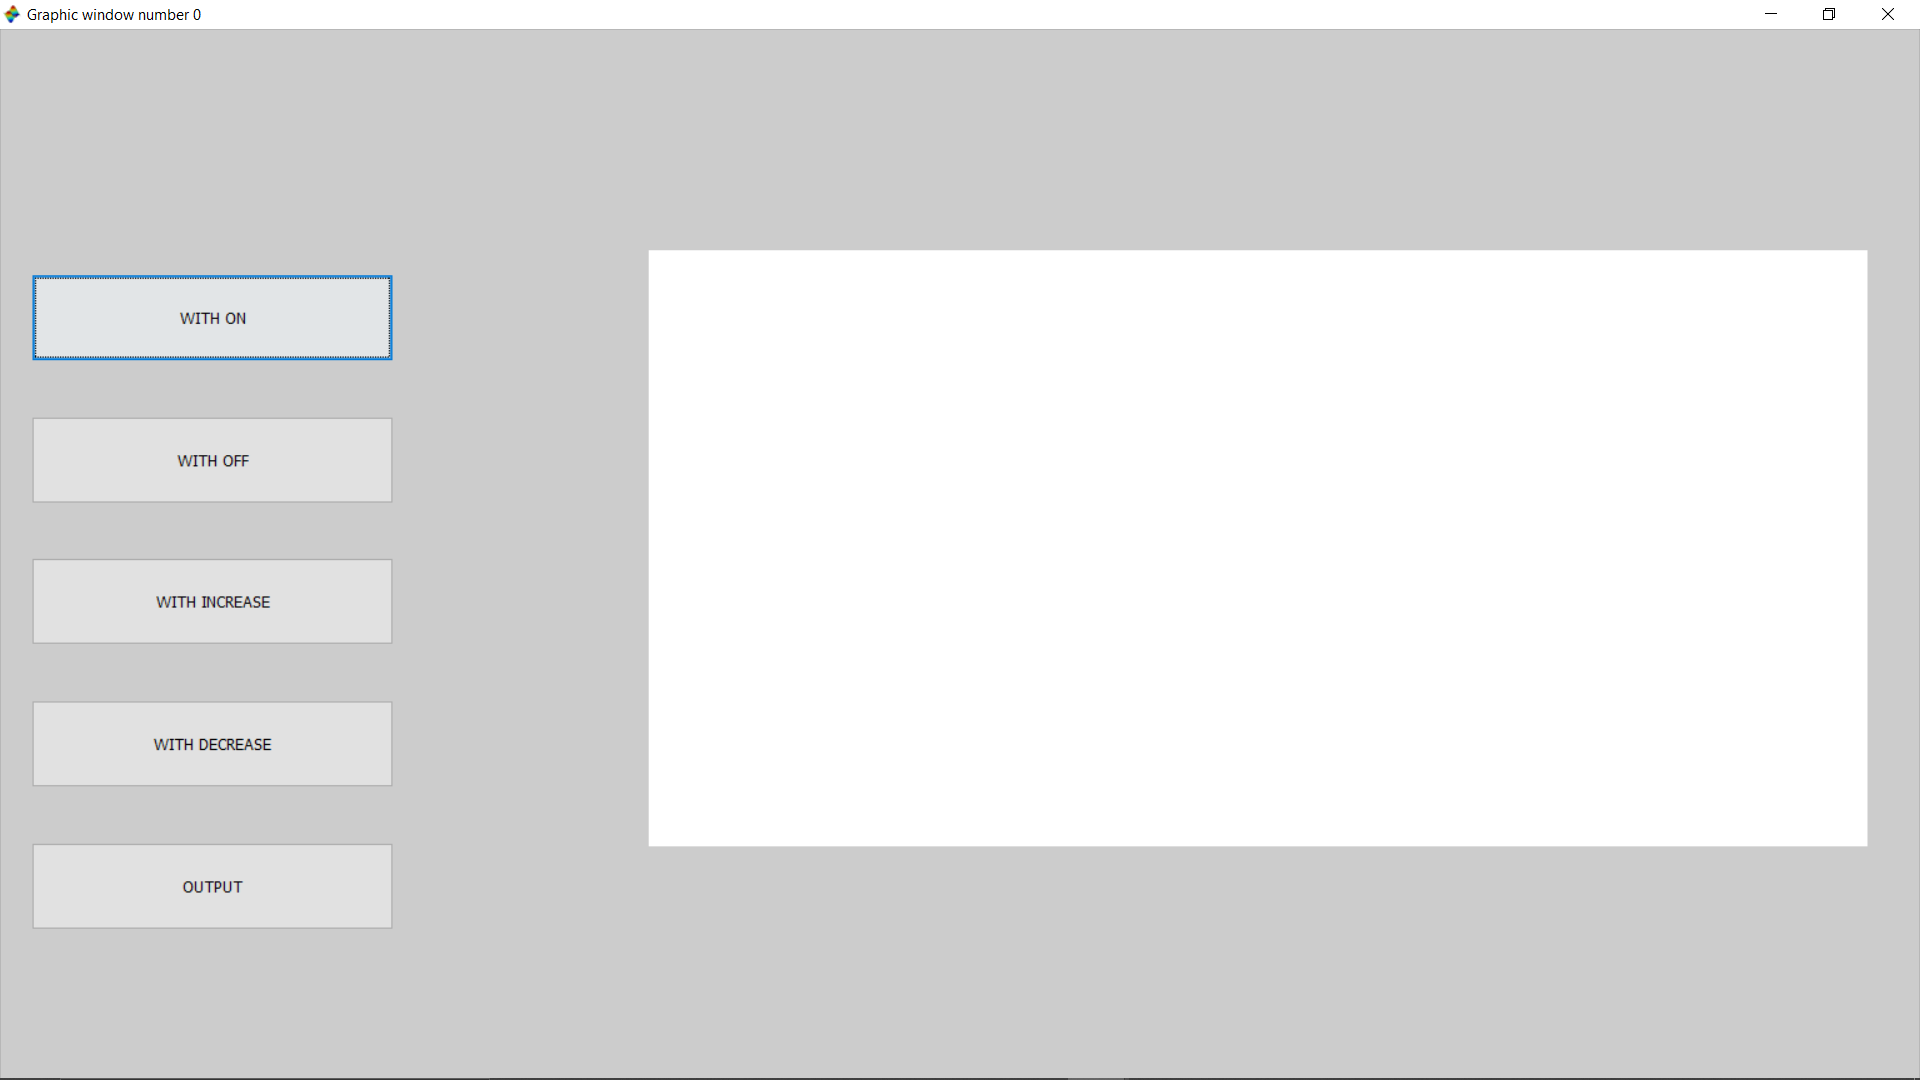 Graphic window number 0
WITH ON
WITH OFF
WITH INCREASE
WITH DECREASE
OUTPUT